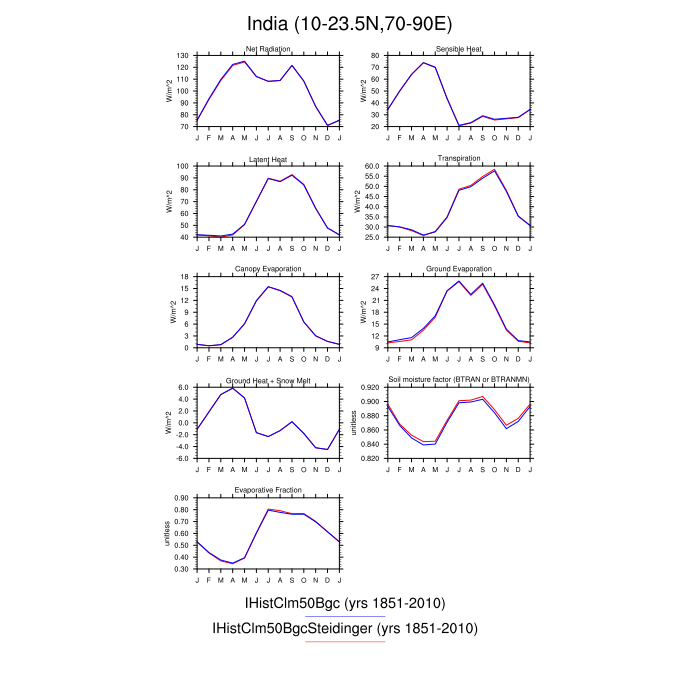 India (10-23.5N,70-90E)
Net Radiation
W/m^2
130
120
110
100
90
80
70
J F M A M J J A S O N D J
Sensible Heat
80
70
60
50
40
30
20
J F M A M J J A S O N D J
Latent Heat
W/m^2
100
90
80
70
60
50
40
J F M A M J J A S O N D J
Transpiration
W/m^2
60.0
55.0
50.0
45.0
40.0
35.0
30.0
25.0
J F M A M J J A S O N D J
Canopy Evaporation
W/m^2
18
15
12
9
6
3
0
J F M A M J J A S O N D J
Ground Evaporation
W/m^2
27
24
21
18
15
12
9
J F M A M J J A S O N D J
Ground Heat + Snow Melt
W/m^2
6.0
4.0
2.0
0.0
-2.0
-4.0
-6.0
J F M A M J J A S O N D J
Soil moisture factor (BTRAN or BTRANMN)
unitless
0.920
0.900
0.880
0.860
0.840
0.820
J F M A M J J A S O N D J
Evaporative Fraction
unitless
0.90
0.80
0.70
0.60
0.50
0.40
0.30
J F M A M J J A S O N D J
IHistClm50Bgc (yrs 1851-2010)
IHistClm50BgcSteidinger (yrs 1851-2010)